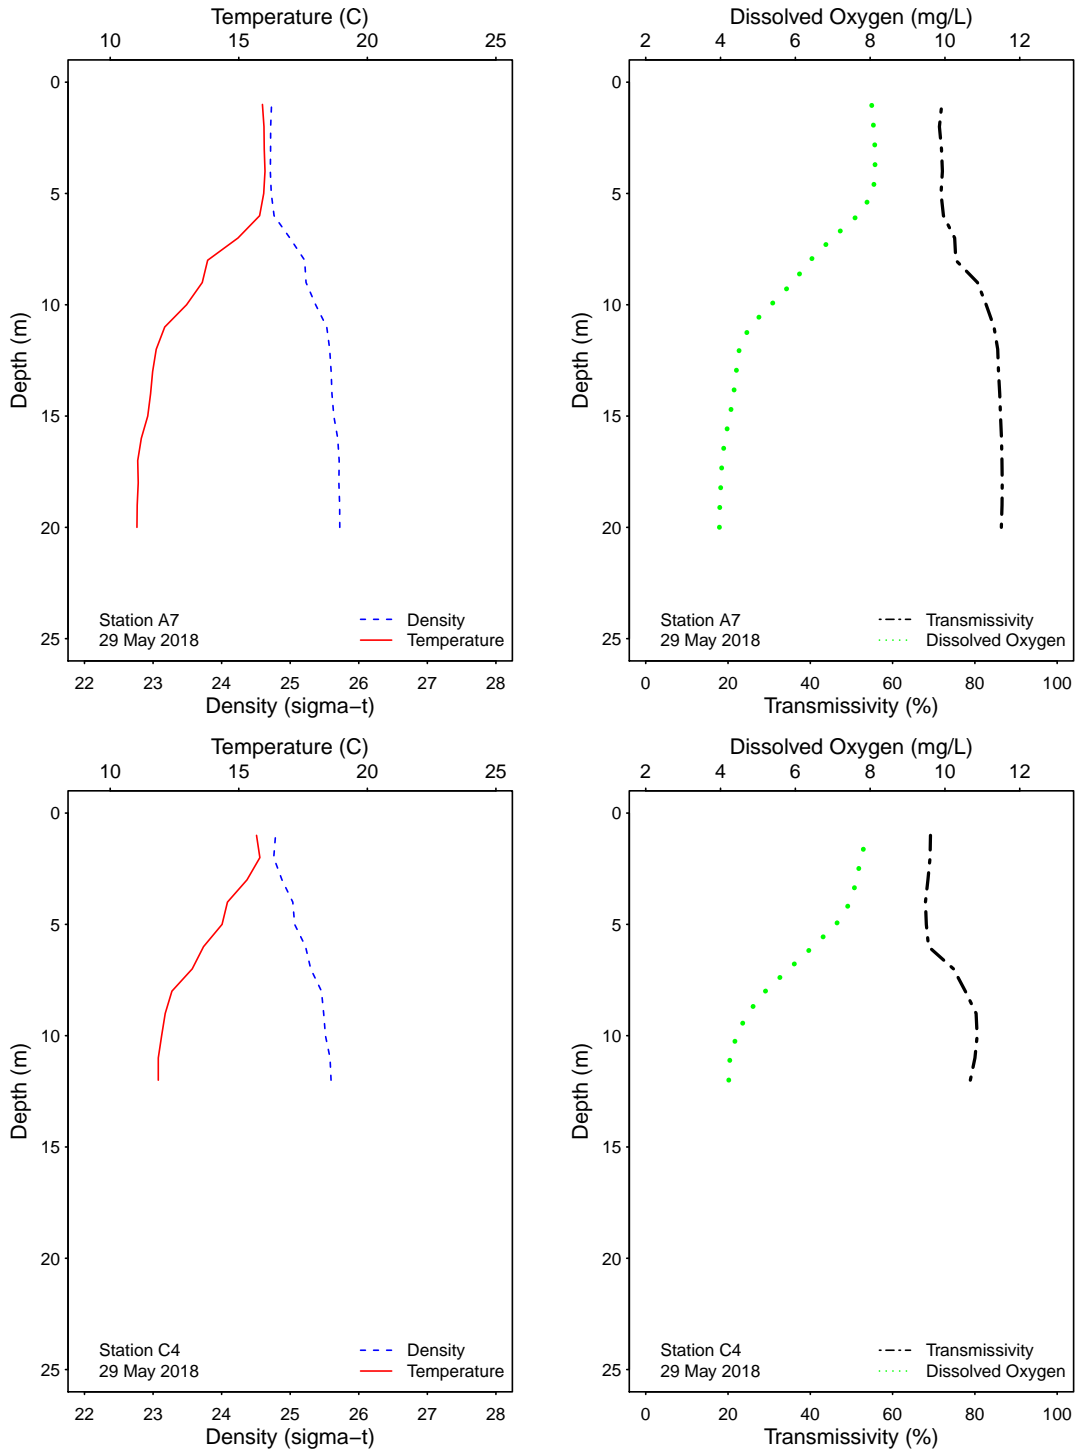 Temperature (C)
10 15 20 25
0
5
10
15
20
25
Depth (m)
Station A7
29 May 2018
Density
Temperature
22 23 24 25 26 27 28
Density (sigma−t)
Dissolved Oxygen (mg/L)
2 4 6 8 10 12
0
5
10
15
20
25
Depth (m)
Station A7
29 May 2018
Transmissivity
Dissolved Oxygen
0 20 40 60 80 100
Transmissivity (%)
Temperature (C)
10 15 20 25
0
5
10
15
20
25
Depth (m)
Station C4
29 May 2018
Density
Temperature
22 23 24 25 26 27 28
Density (sigma−t)
Dissolved Oxygen (mg/L)
2 4 6 8 10 12
0
5
10
15
20
25
Depth (m)
Station C4
29 May 2018
Transmissivity
Dissolved Oxygen
0 20 40 60 80 100
Transmissivity (%)